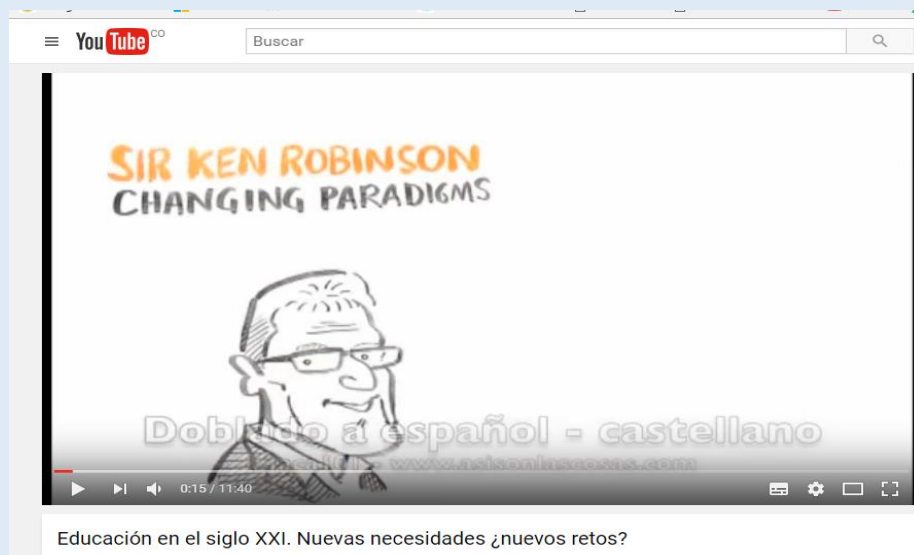 YouTube CO
Buscar
SIR KEN ROBINSON
CHANGING PARADIGMS
Doblado a español - castellano
www.asisonlascosas.com
0:15 / 11:40
Educación en el siglo XXI. Nuevas necesidades ¿nuevos retos?